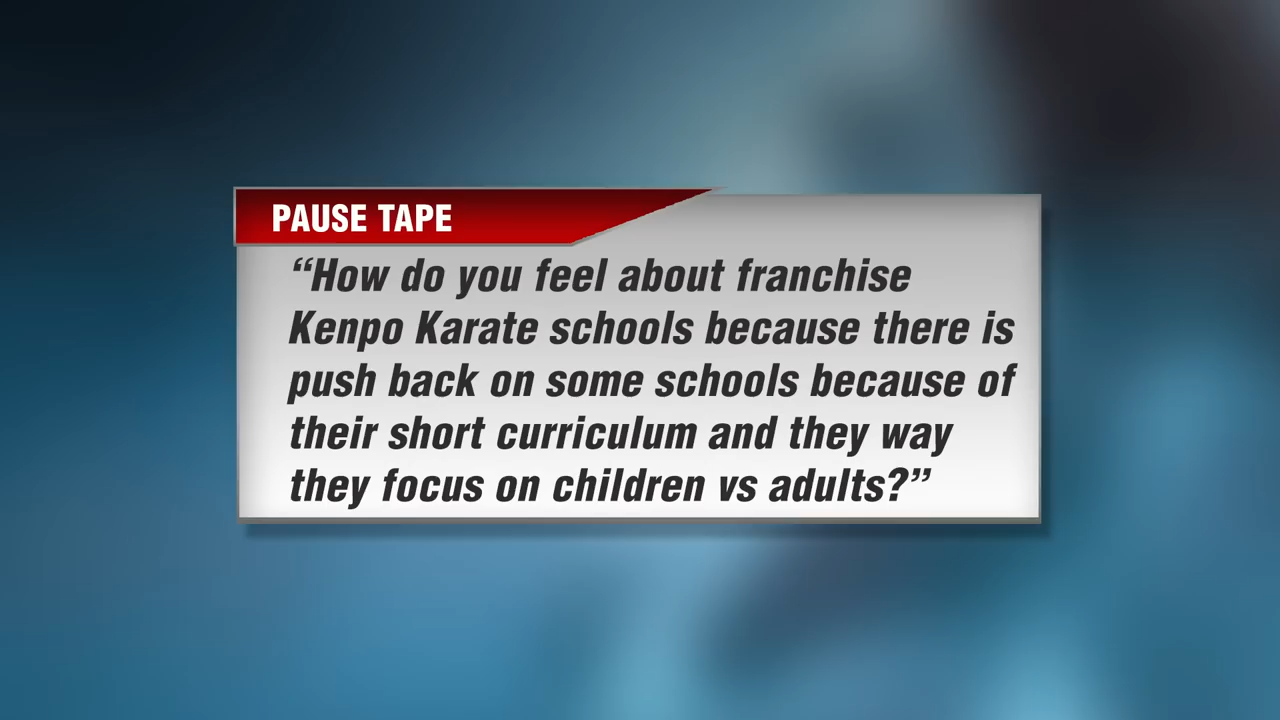 PAUSE TAPE
“How do you feel about franchise
Kenpo Karate schools because there is
push back on some schools because of
their short curriculum and they way
they focus on children vs adults?”